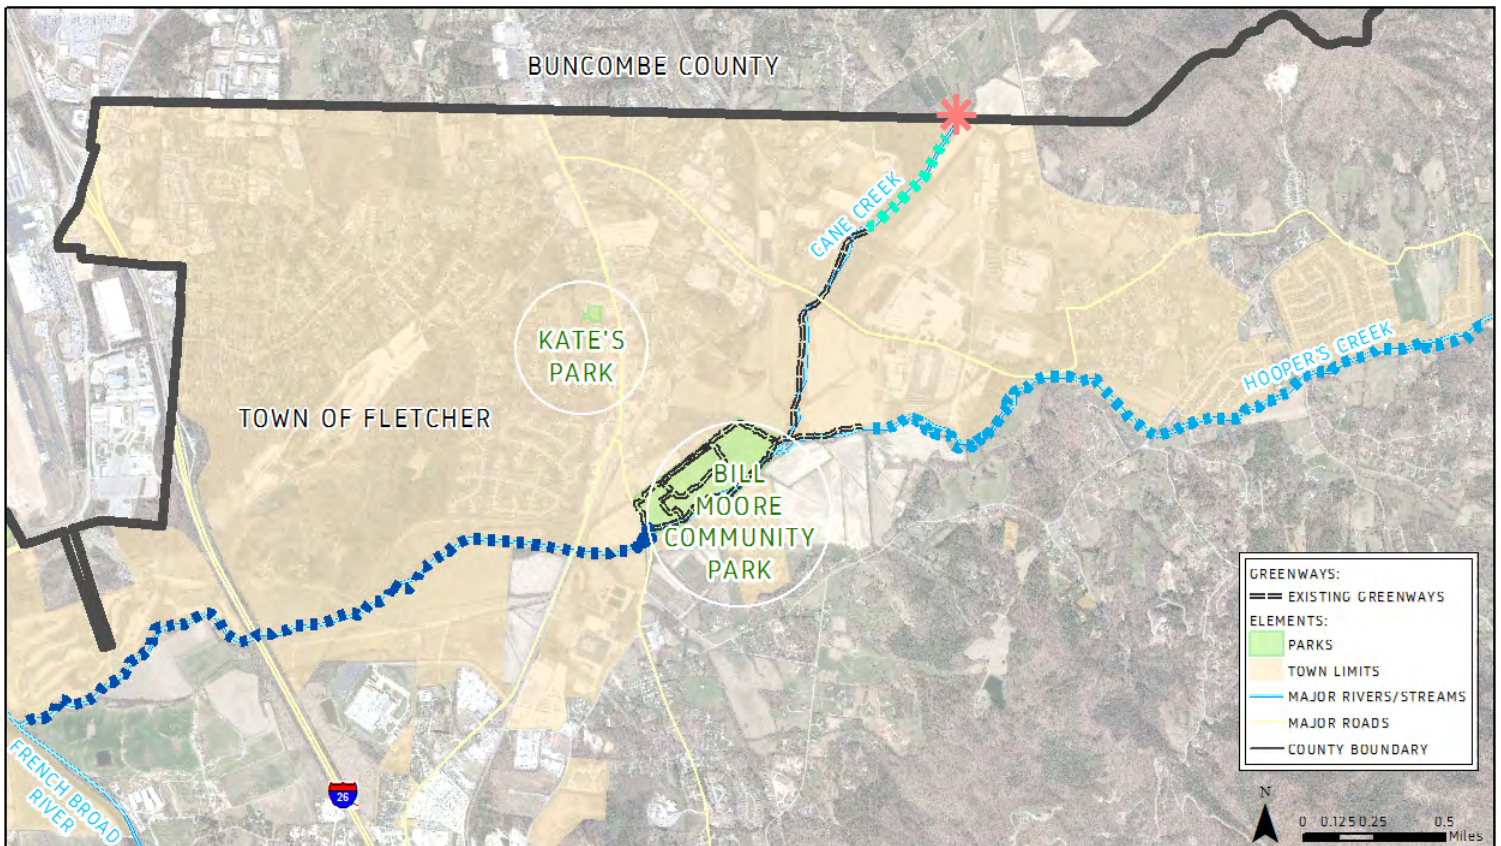 BUNCOMBE COUNTY
CANE CREEK
KATE'S
PARK
HOOPER'S CREEK
TOWN OF FLETCHER
BILL
MOORE
COMMUNITY
PARK
FRENCH BROAD
RIVER
26
GREENWAYS:
EXISTING GREENWAYS
ELEMENTS:
PARKS
TOWN LIMITS
MAJOR RIVERS/STREAMS
MAJOR ROADS
COUNTY BOUNDARY
N
0 0.125 0.25 0.5
Miles